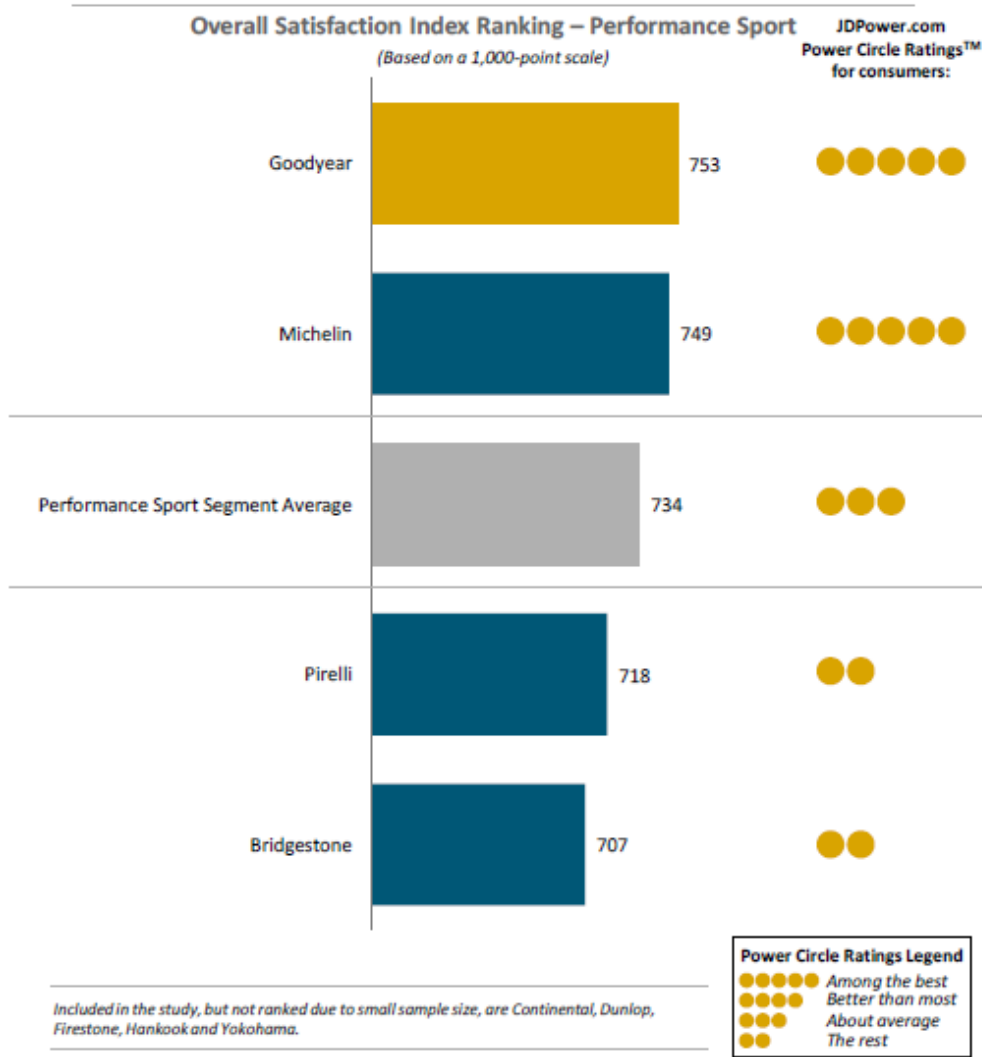 Overall Satisfaction Index Ranking – Performance Sport
(Based on a 1,000-point scale)
JDPower.com
Power Circle Ratings™
for consumers:
Goodyear
753
Michelin
749
Performance Sport Segment Average
734
Pirelli
718
Bridgestone
707
Included in the study, but not ranked due to small sample size, are Continental, Dunlop,
Firestone, Hankook and Yokohama.
Power Circle Ratings Legend
Among the best
Better than most
About average
The rest